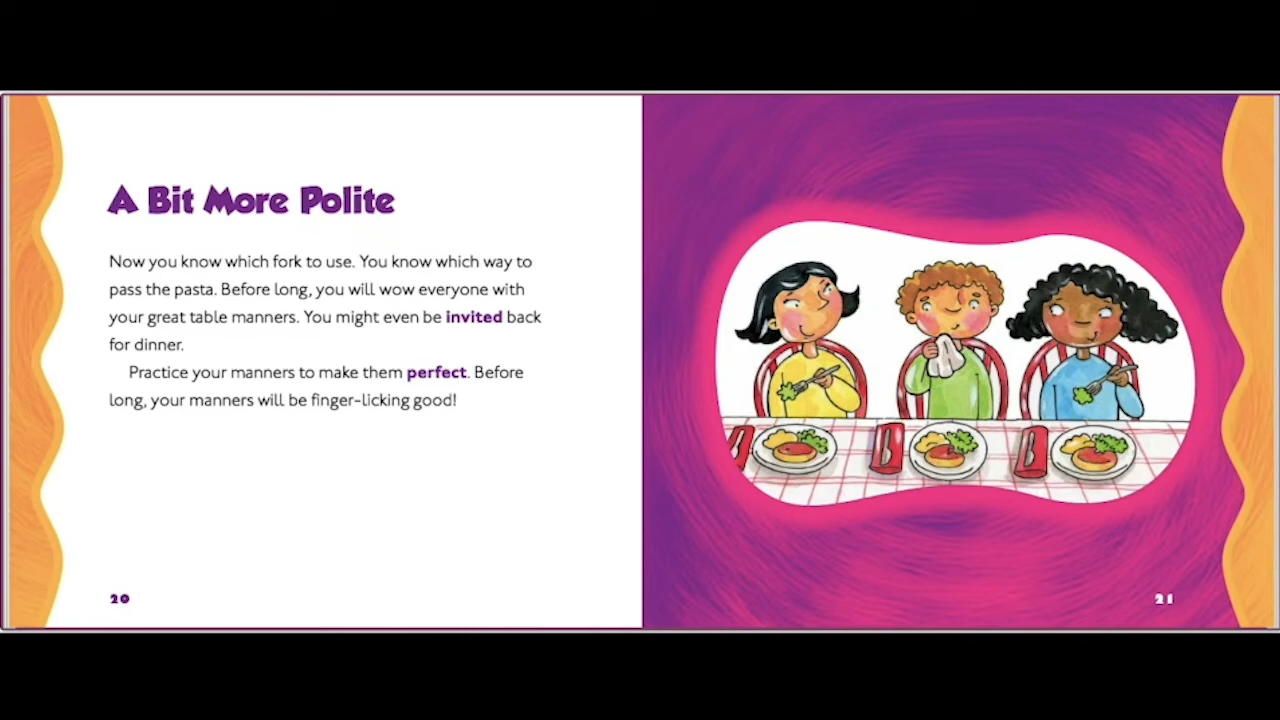 A Bit More Polite
Now you know which fork to use. You know which way to
pass the pasta. Before long, you will wow everyone with
your great table manners. You might even be invited back
for dinner.
Practice your manners to make them perfect. Before
long, your manners will be finger-licking good!
20
21